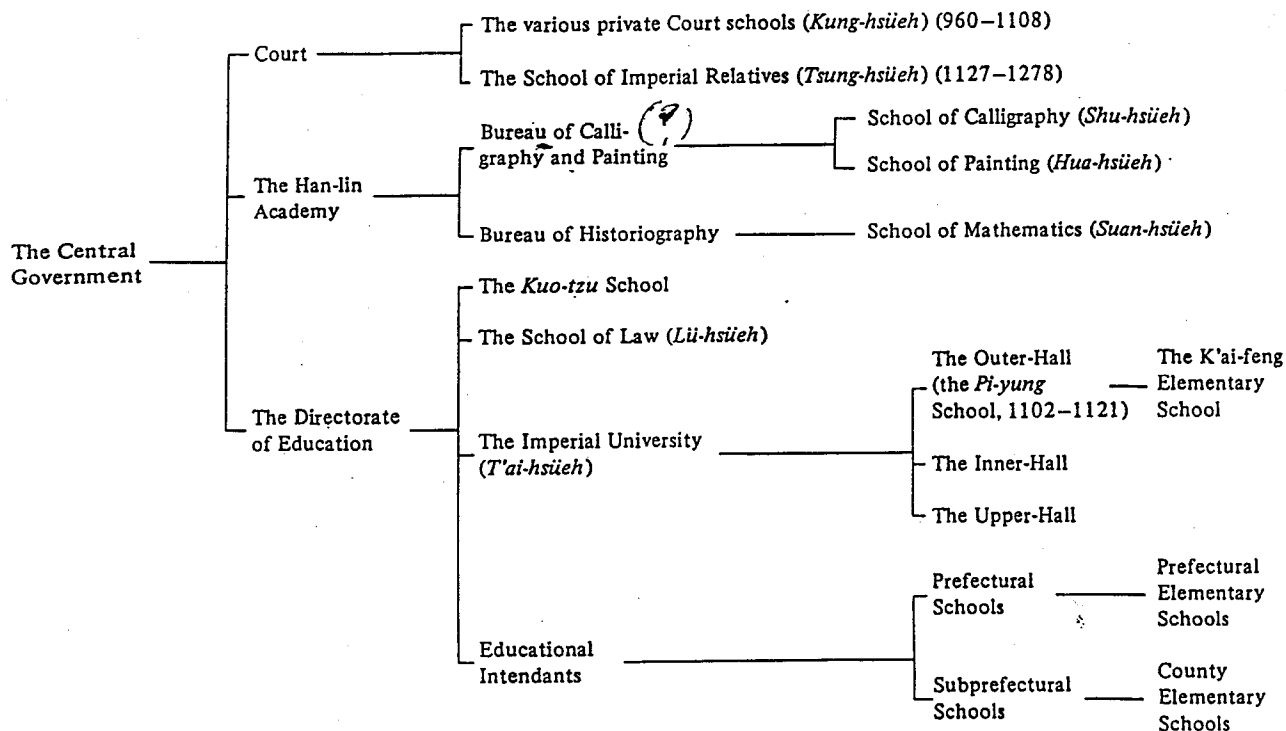 The various private Court schools (Kung-hsüeh) (960–1108)
Court
The School of Imperial Relatives (Tsung-hsüeh) (1127–1278)
Bureau of Calli-
graphy and Painting
(?)
School of Calligraphy (Shu-hsüeh)
School of Painting (Hua-hsüeh)
The Han-lin
Academy
Bureau of Historiography
School of Mathematics (Suan-hsüeh)
The Central
Government
The Kuo-tzu School
The School of Law (Lü-hsüeh)
The Directorate
of Education
The Imperial University
(T'ai-hsüeh)
The Outer-Hall
(the Pi-yung
School, 1102–1121)
The K'ai-feng
Elementary
School
The Inner-Hall
The Upper-Hall
Educational
Intendants
Prefectural
Schools
Prefectural
Elementary
Schools
Subprefectural
Schools
County
Elementary
Schools